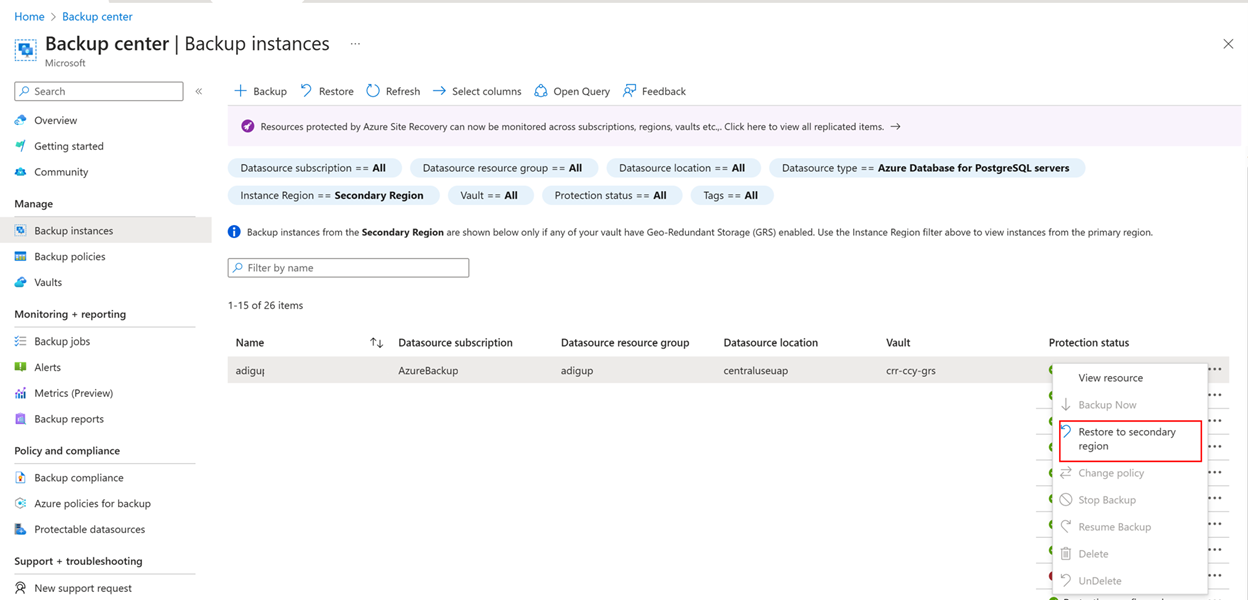 Home > Backup center
Backup center | Backup instances ...
Microsoft
Search «
Overview
Getting started
Community
Manage
Backup instances
Backup policies
Vaults
Monitoring + reporting
Backup jobs
Alerts
Metrics (Preview)
Backup reports
Policy and compliance
Backup compliance
Azure policies for backup
Protectable datasources
Support + troubleshooting
New support request
Backup Restore Refresh Select columns Open Query Feedback
Resources protected by Azure Site Recovery can now be monitored across subscriptions, regions, vaults etc.,. Click here to view all replicated items. →
Datasource subscription == All Datasource resource group == All Datasource location == All Datasource type == Azure Database for PostgreSQL servers
Instance Region == Secondary Region Vault == All Protection status == All Tags == All
Backup instances from the Secondary Region are shown below only if any of your vault have Geo-Redundant Storage (GRS) enabled. Use the Instance Region filter above to view instances from the primary region.
Filter by name
1-15 of 26 items
Name ↑↓ Datasource subscription Datasource resource group Datasource location Vault Protection status
AzureBackup adigup centraluseuap crr-ccy-grs
View resource
Backup Now
Restore to secondary
region
Change policy
Stop Backup
Resume Backup
Delete
UnDelete